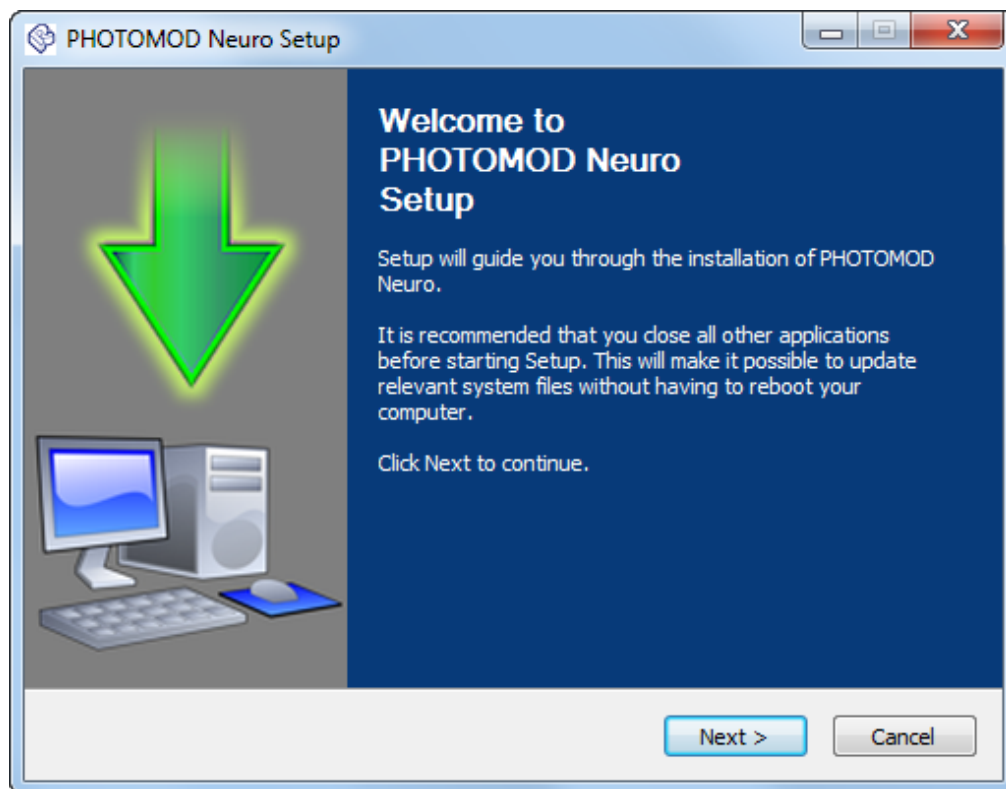 PHOTOMOD Neuro Setup
Welcome to
PHOTOMOD Neuro
Setup
Setup will guide you through the installation of PHOTOMOD
Neuro.
It is recommended that you close all other applications
before starting Setup. This will make it possible to update
relevant system files without having to reboot your
computer.
Click Next to continue.
Next >
Cancel